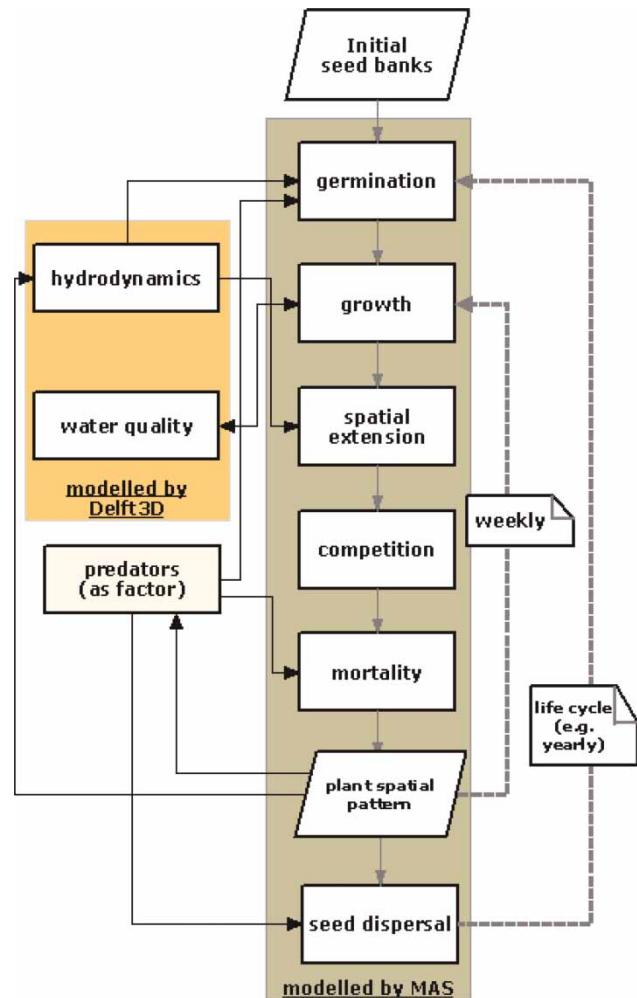 Initial
seed banks
germination
hydrodynamics
growth
water quality
spatial
extension
modelled by
Delft3D
weekly
competition
predators
(as factor)
mortality
life cycle
(e.g.
yearly)
plant spatial
pattern
seed dispersal
modelled by MAS